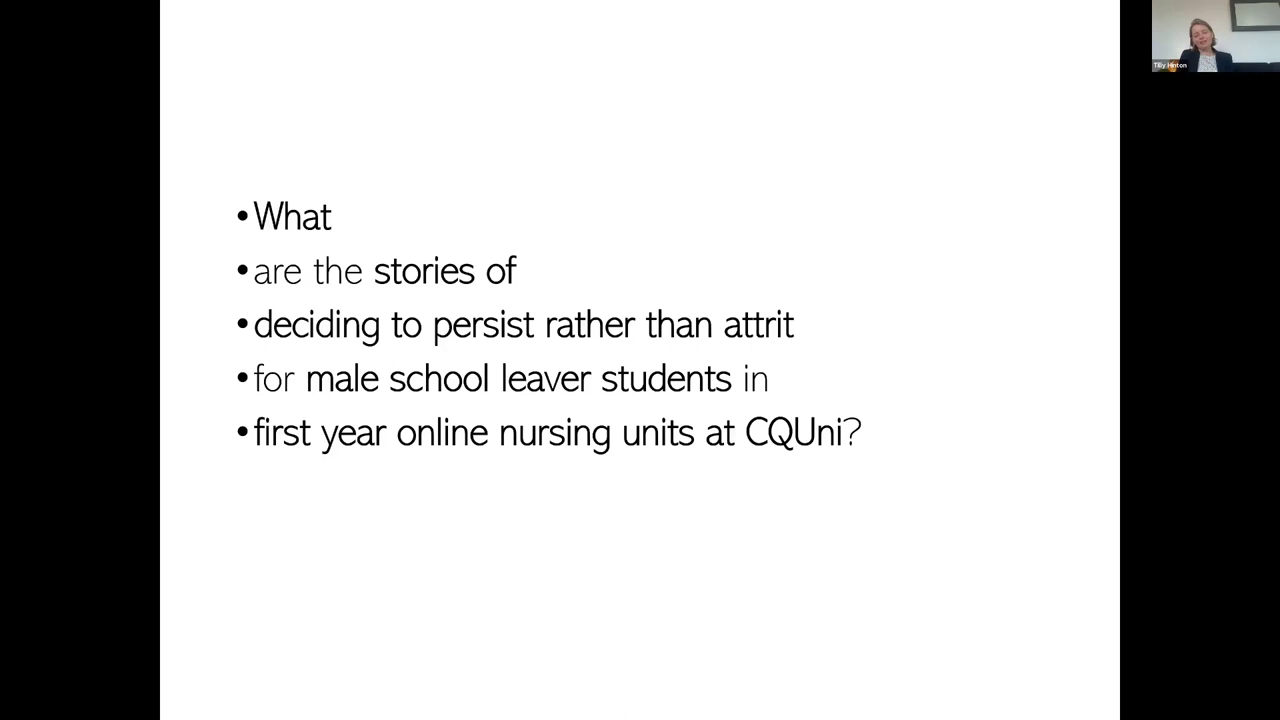 •What
•are the stories of
•deciding to persist rather than attrit
•for male school leaver students in
•first year online nursing units at CQUni?
Tilly Hinton